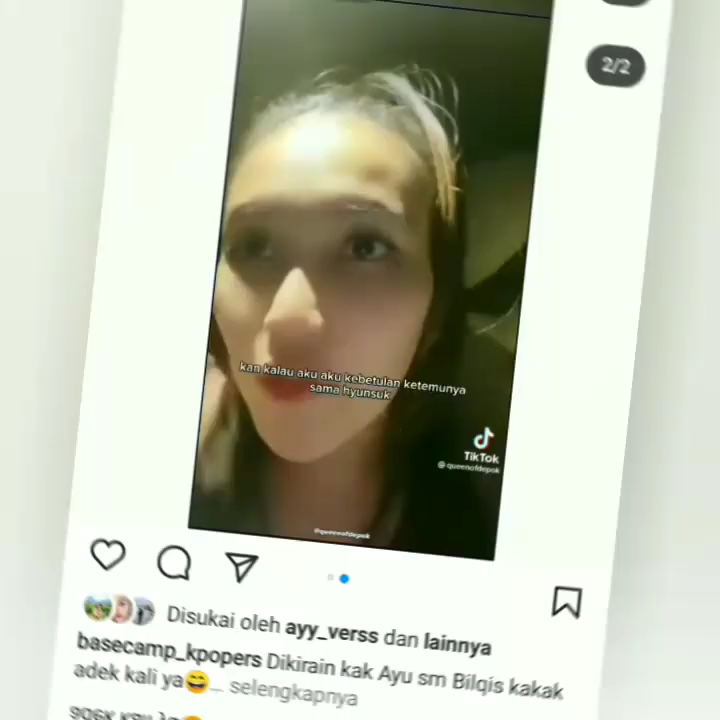 2/2
kan kalau aku aku kebetulan ketemunya
sama hyunsuk
TikTok
@queenofdepok
@queenofdepok
Disukai oleh ayy_verss dan lainnya
basecamp_kpopers Dikirain kak Ayu sm Bilqis kakak
adek kali ya😄... selengkapnya